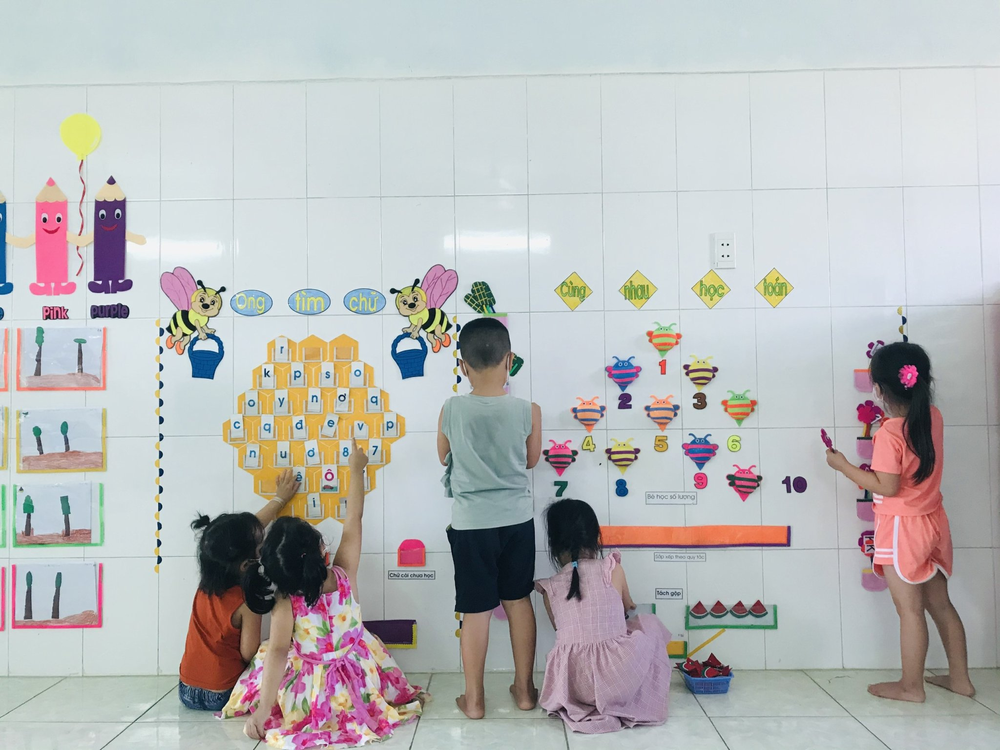 Pink
purple
Ong tìm chữ
r
k p s o
o y n ơ q
c q đ e v p
n u ơ 8 7
ê Ô
i
Chữ cái chưa học
Cùng nhau học toán
1
2 3
4 5 6
7 8 9 10
Bé học số lượng
Sắp xếp theo quy tắc
Tách gộp